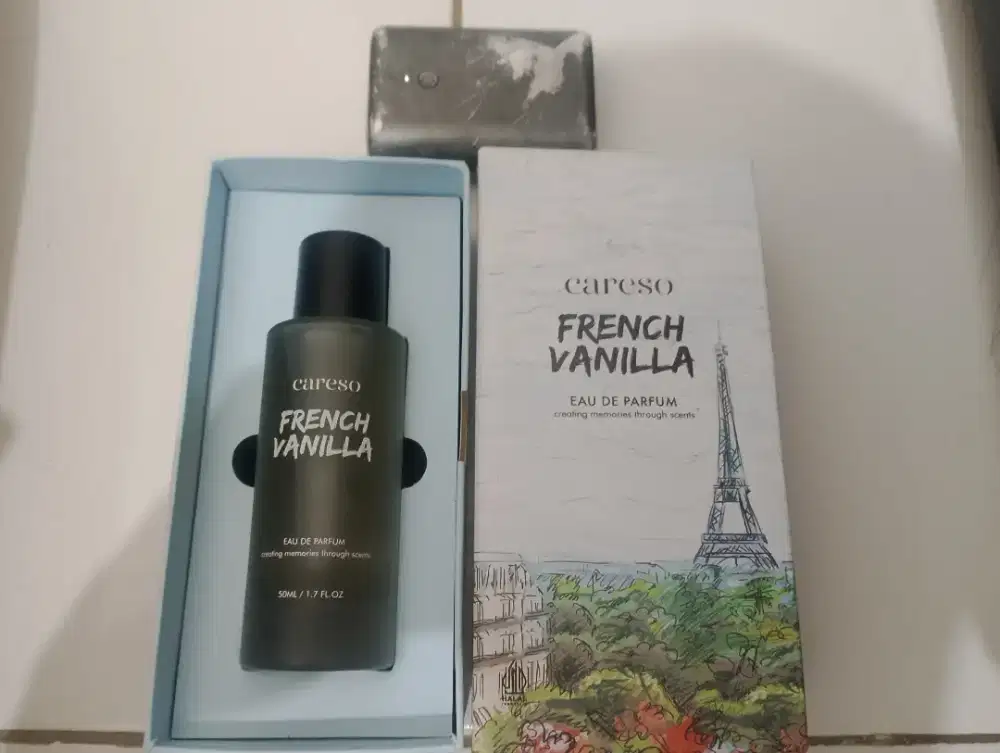 careso
FRENCH
VANILLA
EAU DE PARFUM
creating memories through scents
50ML / 1.7 FL.OZ
careso
FRENCH
VANILLA
EAU DE PARFUM
creating memories through scents
HALAL